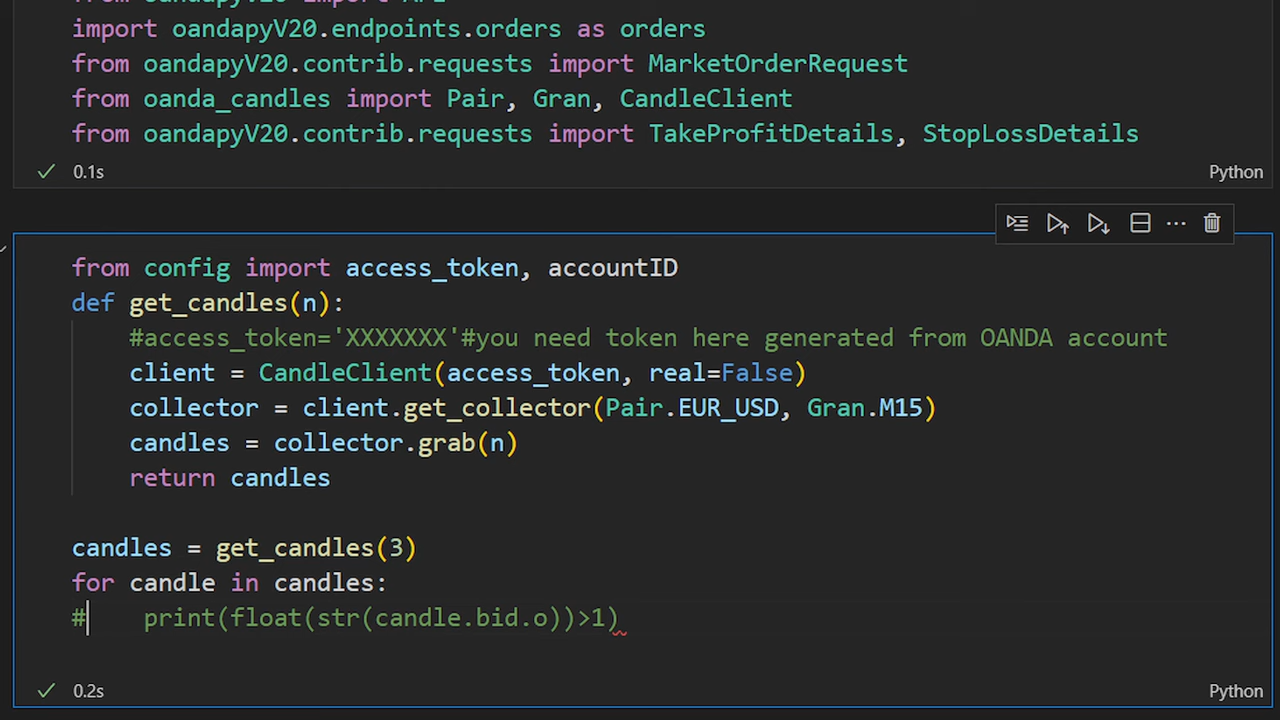 import oandapyV20.endpoints.orders as orders
from oandapyV20.contrib.requests import MarketOrderRequest
from oanda_candles import Pair, Gran, CandleClient
from oandapyV20.contrib.requests import TakeProfitDetails, StopLossDetails
0.1s Python
from config import access_token, accountID
def get_candles(n):
    #access_token='XXXXXXX'#you need token here generated from OANDA account
    client = CandleClient(access_token, real=False)
    collector = client.get_collector(Pair.EUR_USD, Gran.M15)
    candles = collector.grab(n)
    return candles
candles = get_candles(3)
for candle in candles:
#    print(float(str(candle.bid.o))>1)
0.2s Python